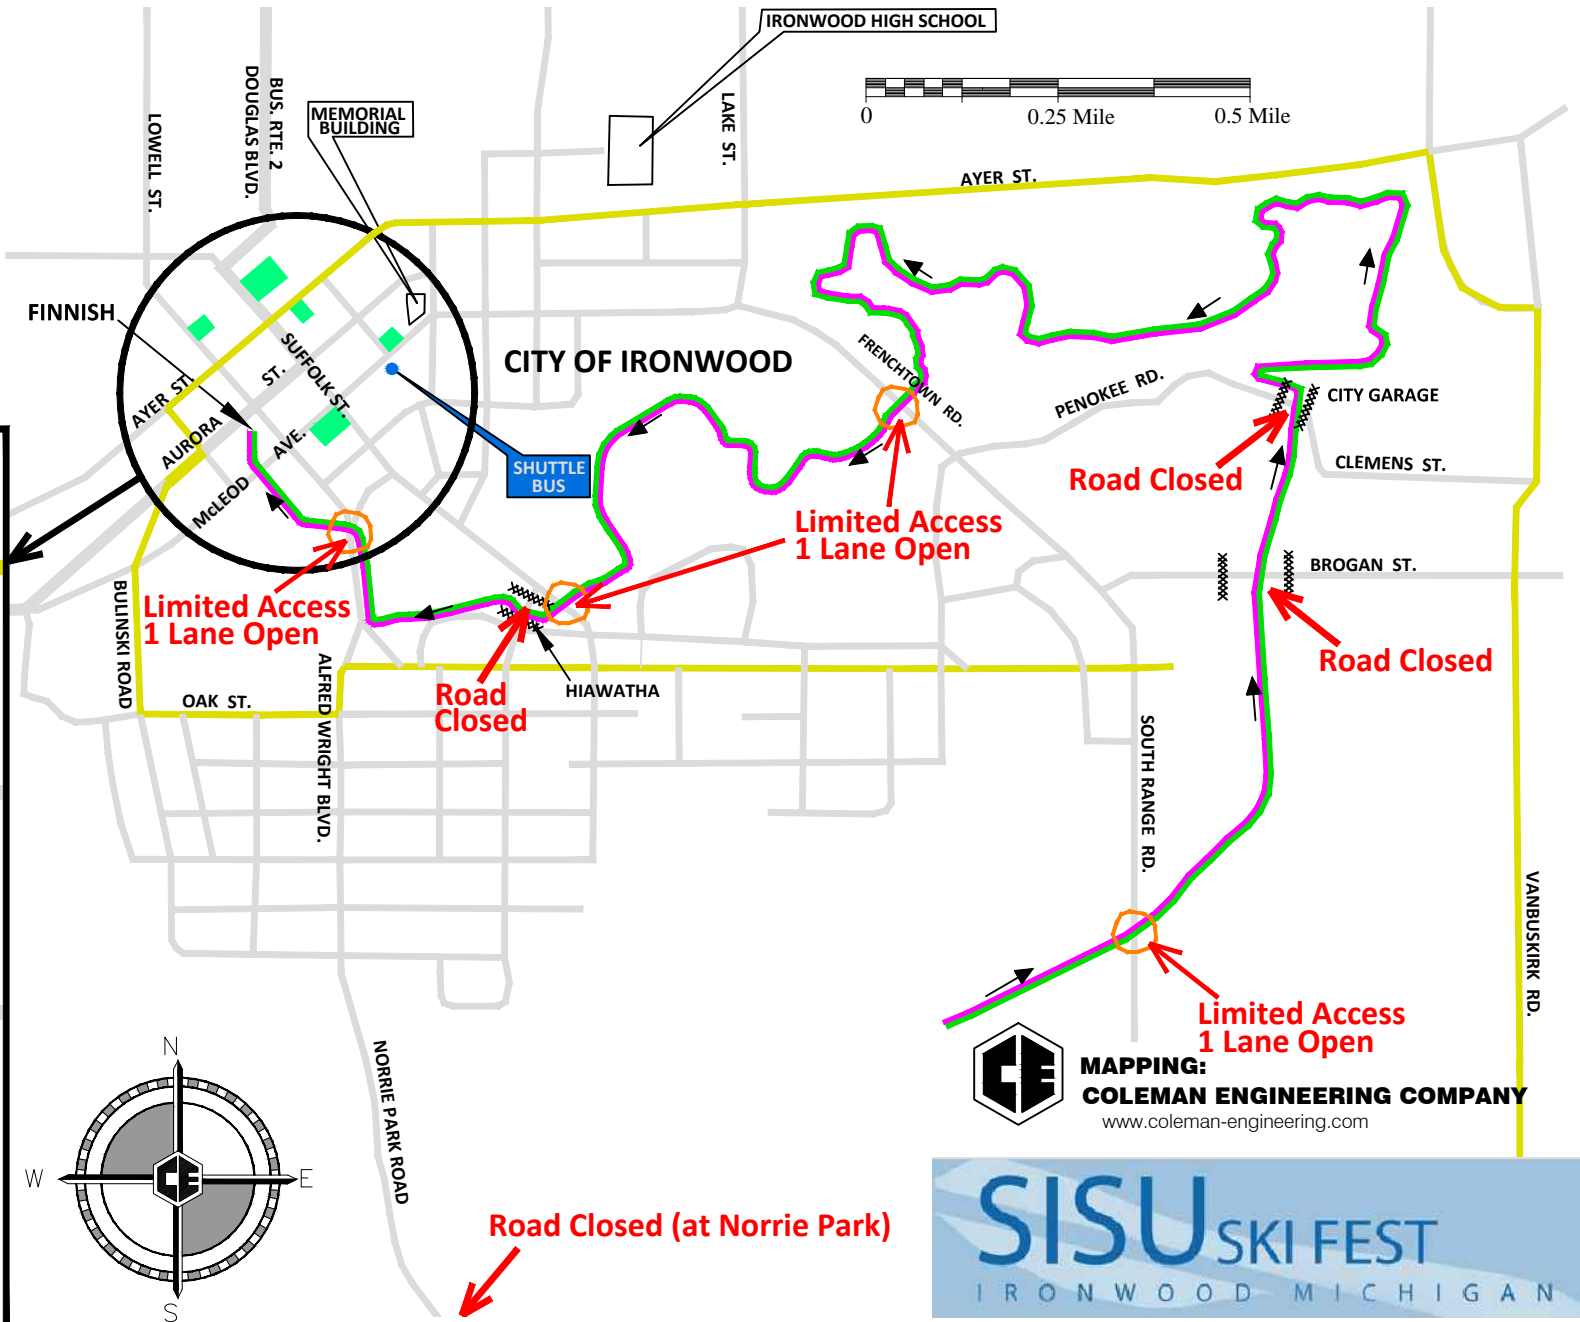 IRONWOOD HIGH SCHOOL
0
0.25 Mile
0.5 Mile
BUS. RTE. 2
DOUGLAS BLVD.
LOWELL ST.
MEMORIAL
BUILDING
LAKE ST.
AYER ST.
FINNISH
SUFFOLK ST.
CITY OF IRONWOOD
FRENCHTOWN RD.
PENOKEE RD.
CITY GARAGE
AYER ST.
AURORA
ST.
McLEOD
AVE.
SHUTTLE
BUS
Road Closed
CLEMENS ST.
Limited Access
1 Lane Open
BROGAN ST.
Limited Access
1 Lane Open
BULINSKI ROAD
Road Closed
OAK ST.
ALFRED WRIGHT BLVD.
Road
Closed
HIAWATHA
SOUTH RANGE RD.
VANBUSKIRK RD.
Limited Access
1 Lane Open
NORRIE PARK ROAD
N
W
E
S
CE
CE
MAPPING:
COLEMAN ENGINEERING COMPANY
www.coleman-engineering.com
Road Closed (at Norrie Park)
SISU SKI FEST
IRONWOOD MICHIGAN